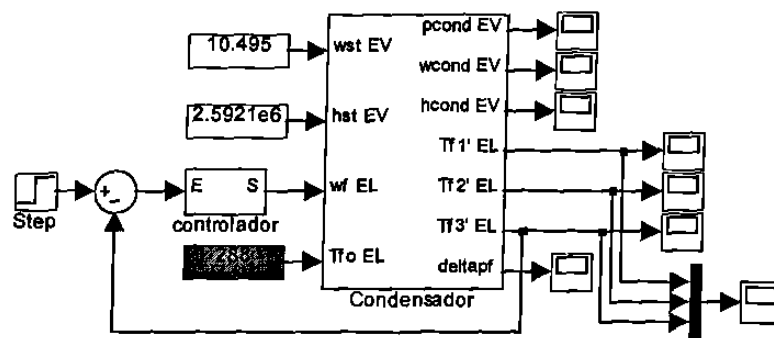 10.495
2.5921e6
Step
+
−
E
S
controlador
wst EV
hst EV
wf EL
Tfo EL
pcond EV
wcond EV
hcond EV
Tf1' EL
Tf2' EL
Tf3' EL
deltapf
Condensador